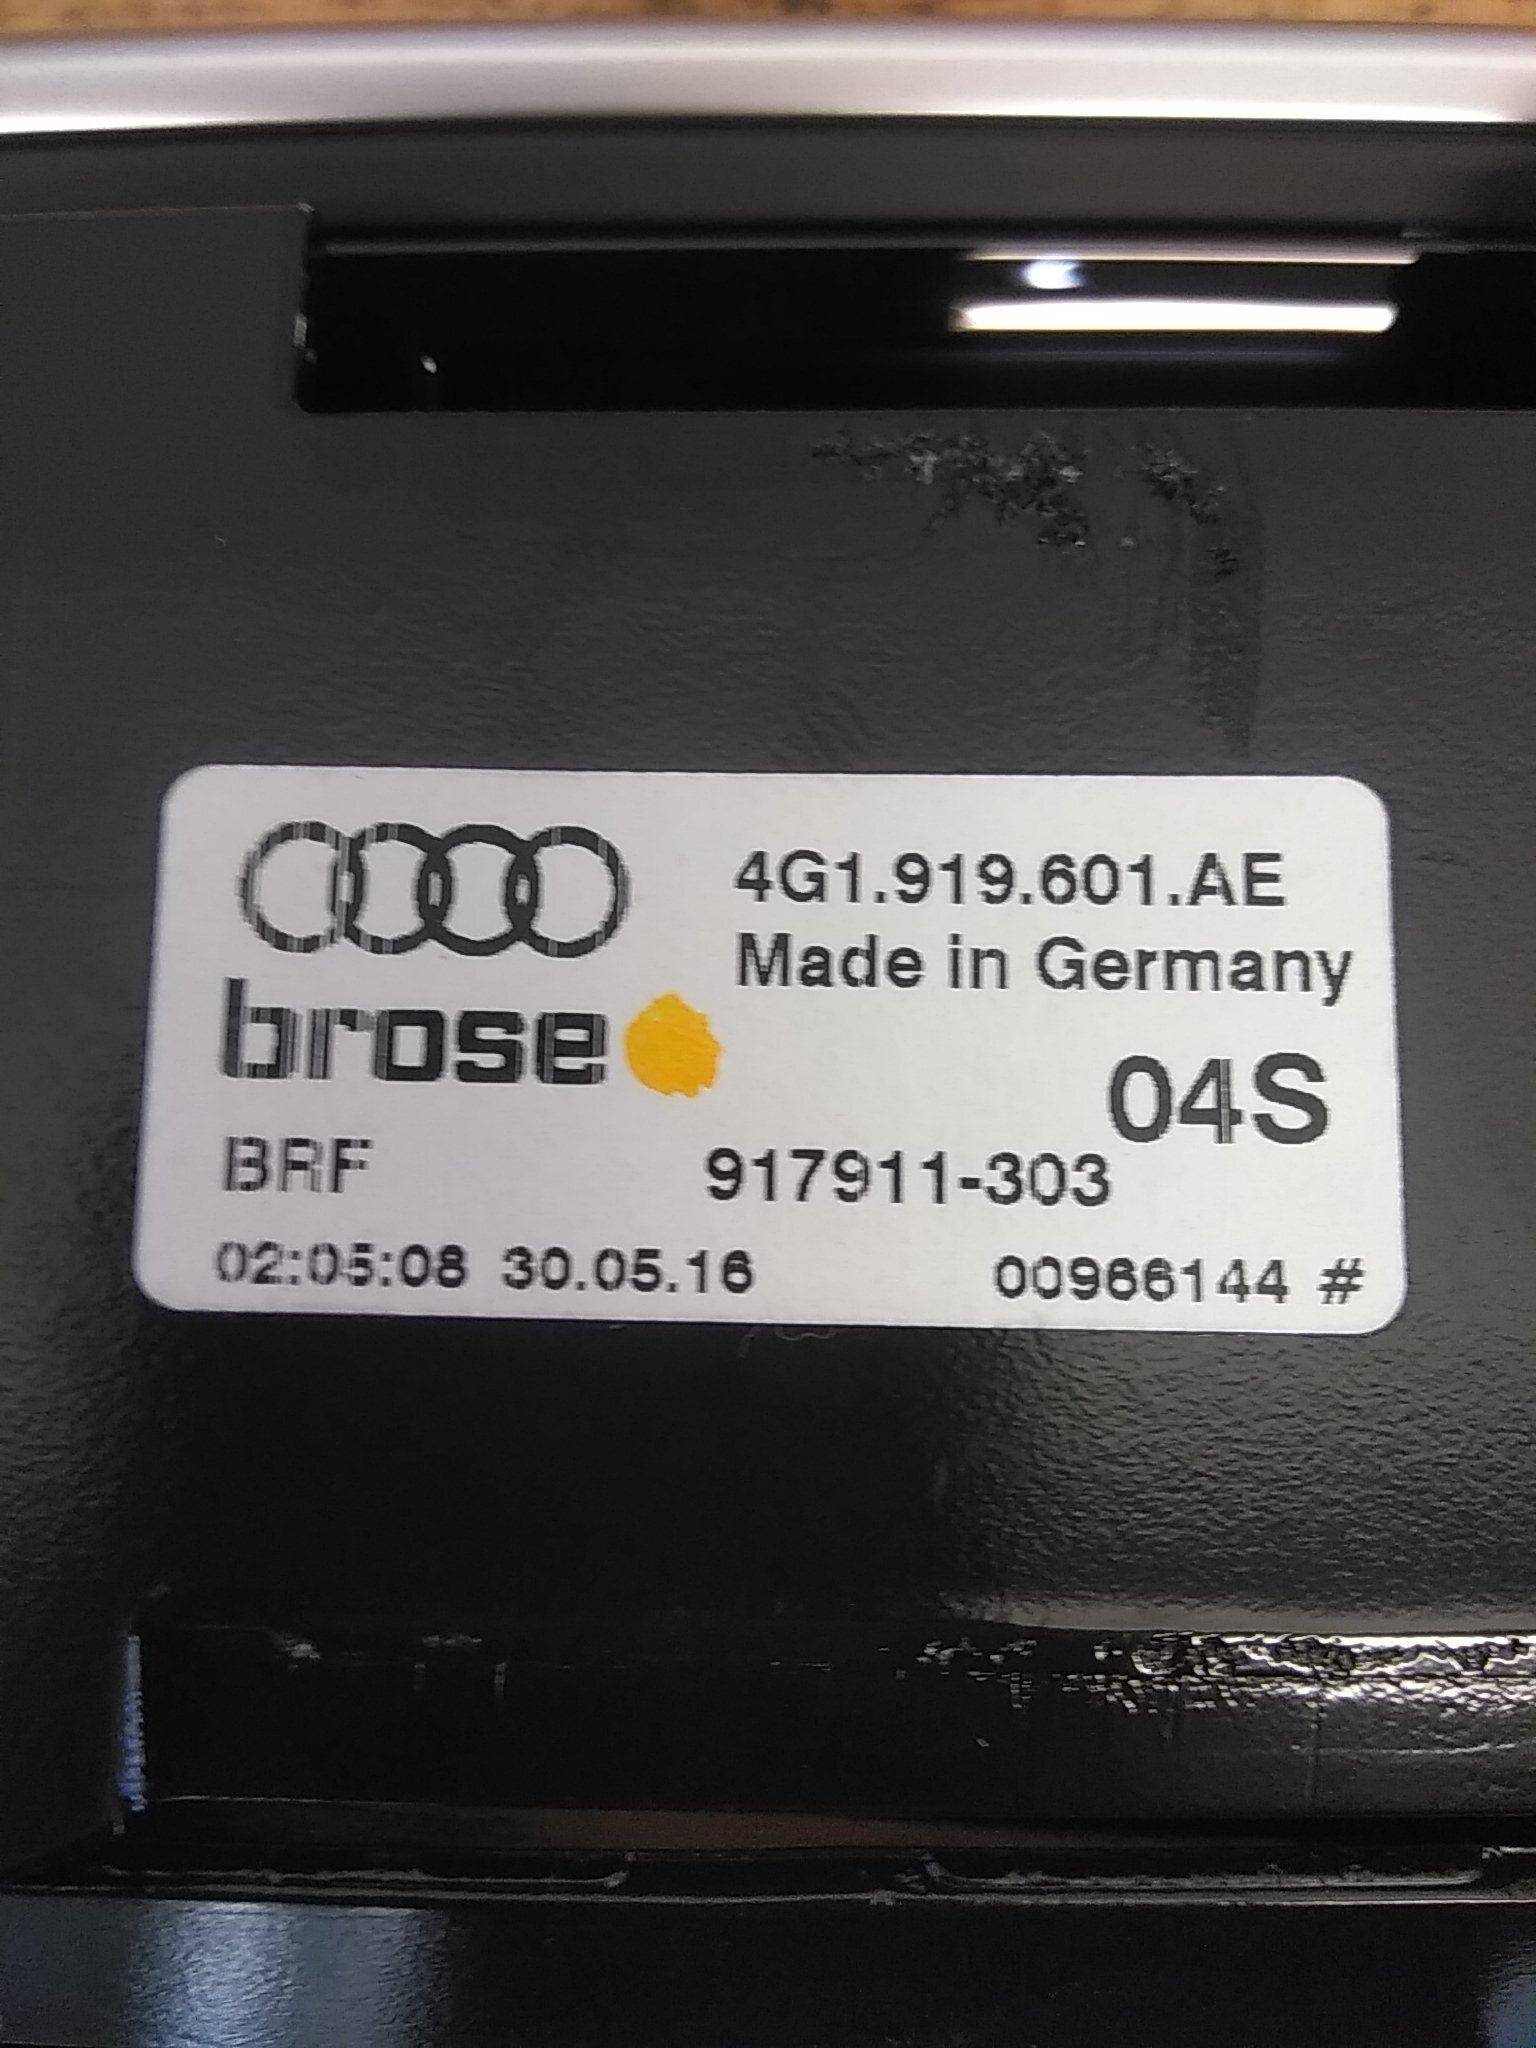 4G1.919.601.AE
Made in Germany
brose
04S
BRF 917911-303
02:05:08 30.05.16 00966144 #